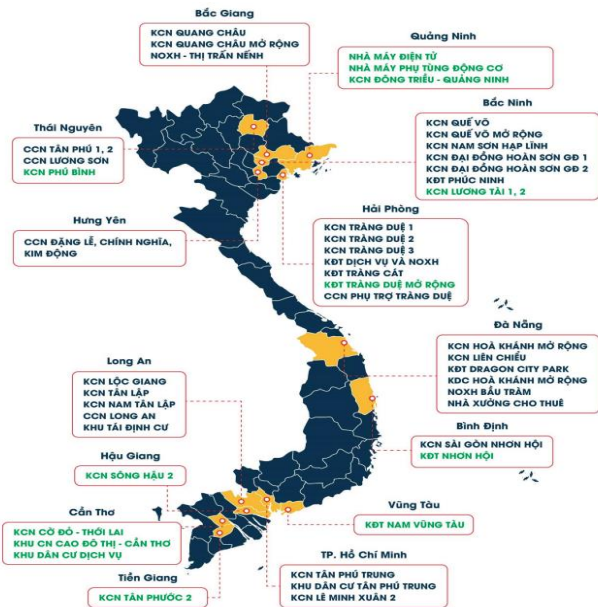 Bắc Giang
KCN QUANG CHÂU
KCN QUANG CHÂU MỞ RỘNG
NOXH - THỊ TRẤN NẾNH
Quảng Ninh
NHÀ MÁY ĐIỆN TỬ
NHÀ MÁY PHỤ TÙNG ĐỘNG CƠ
KCN ĐÔNG TRIỀU - QUẢNG NINH
Thái Nguyên
CCN TÂN PHÚ 1, 2
CCN LƯƠNG SƠN
KCN PHÚ BÌNH
Bắc Ninh
KCN QUẾ VÕ
KCN QUẾ VÕ MỞ RỘNG
KCN NAM SƠN HẠP LĨNH
KCN ĐẠI ĐỒNG HOÀN SƠN GĐ 1
KCN ĐẠI ĐỒNG HOÀN SƠN GĐ 2
KĐT PHÚC NINH
KCN LƯƠNG TÀI 1, 2
Hưng Yên
CCN ĐẶNG LỄ, CHÍNH NGHĨA,
KIM ĐỘNG
Hải Phòng
KCN TRÀNG DUỆ 1
KCN TRÀNG DUỆ 2
KCN TRÀNG DUỆ 3
KĐT DỊCH VỤ VÀ NOXH
KĐT TRÀNG CÁT
KĐT TRÀNG DUỆ MỞ RỘNG
CCN PHỤ TRỢ TRÀNG DUỆ
Đà Nẵng
KCN HOÀ KHÁNH MỞ RỘNG
KCN LIÊN CHIỂU
KĐT DRAGON CITY PARK
KDC HOÀ KHÁNH MỞ RỘNG
NOXH BẦU TRÀM
NHÀ XƯỞNG CHO THUÊ
Long An
KCN LỘC GIANG
KCN TÂN LẬP
KCN NAM TÂN LẬP
CCN LONG AN
KHU TÁI ĐỊNH CƯ
Bình Định
KCN SÀI GÒN NHƠN HỘI
KĐT NHƠN HỘI
Hậu Giang
KCN SÔNG HẬU 2
Cần Thơ
KCN CỜ ĐỎ - THỚI LAI
KHU CN CAO ĐÔ THỊ - CẦN THƠ
KHU DÂN CƯ DỊCH VỤ
Vũng Tàu
KĐT NAM VŨNG TÀU
Tiền Giang
KCN TÂN PHƯỚC 2
TP. Hồ Chí Minh
KCN TÂN PHÚ TRUNG
KHU DÂN CƯ TÂN PHÚ TRUNG
KCN LÊ MINH XUÂN 2